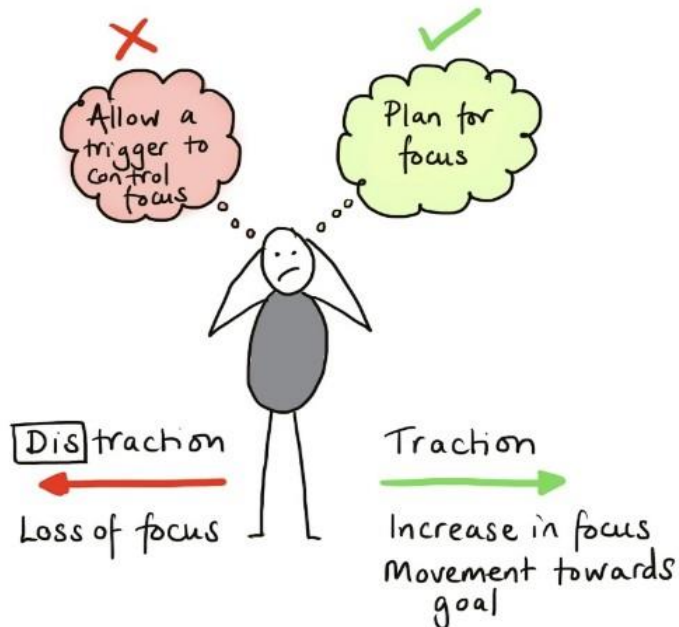 Allow a
trigger to
control
focus
Plan for
focus
Distraction
Loss of focus
Traction
Increase in focus
Movement towards
goal